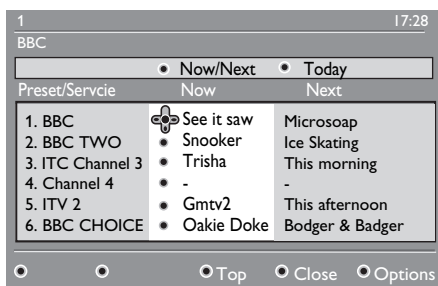 1 17:28
BBC
Now/Next Today
Preset/Servcie Now Next
1. BBC See it saw Microsoap
2. BBC TWO Snooker Ice Skating
3. ITC Channel 3 Trisha This morning
4. Channel 4 - -
5. ITV 2 Gmtv2 This afternoon
6. BBC CHOICE Oakie Doke Bodger & Badger
Top Close Options